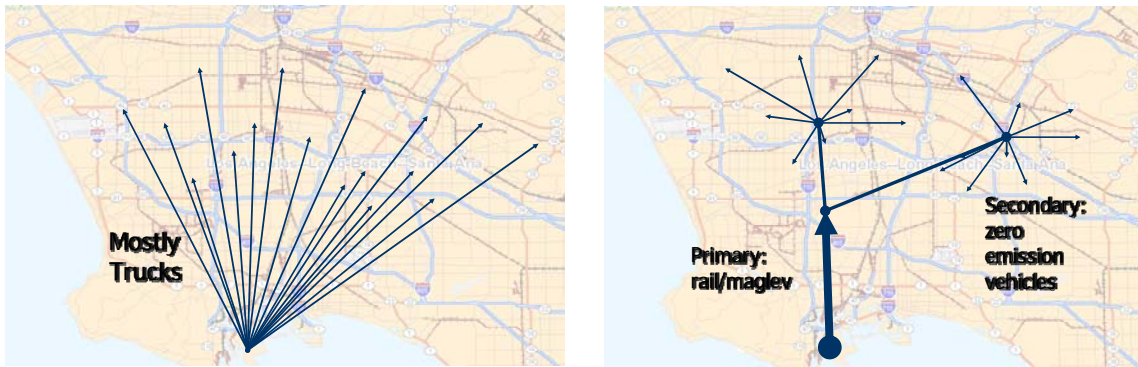 Los Angeles--Long Beach--Santa Ana
Mostly
Trucks
Los Angeles--Long Beach--Santa Ana
Primary:
rail/maglev
Secondary:
zero
emission
vehicles